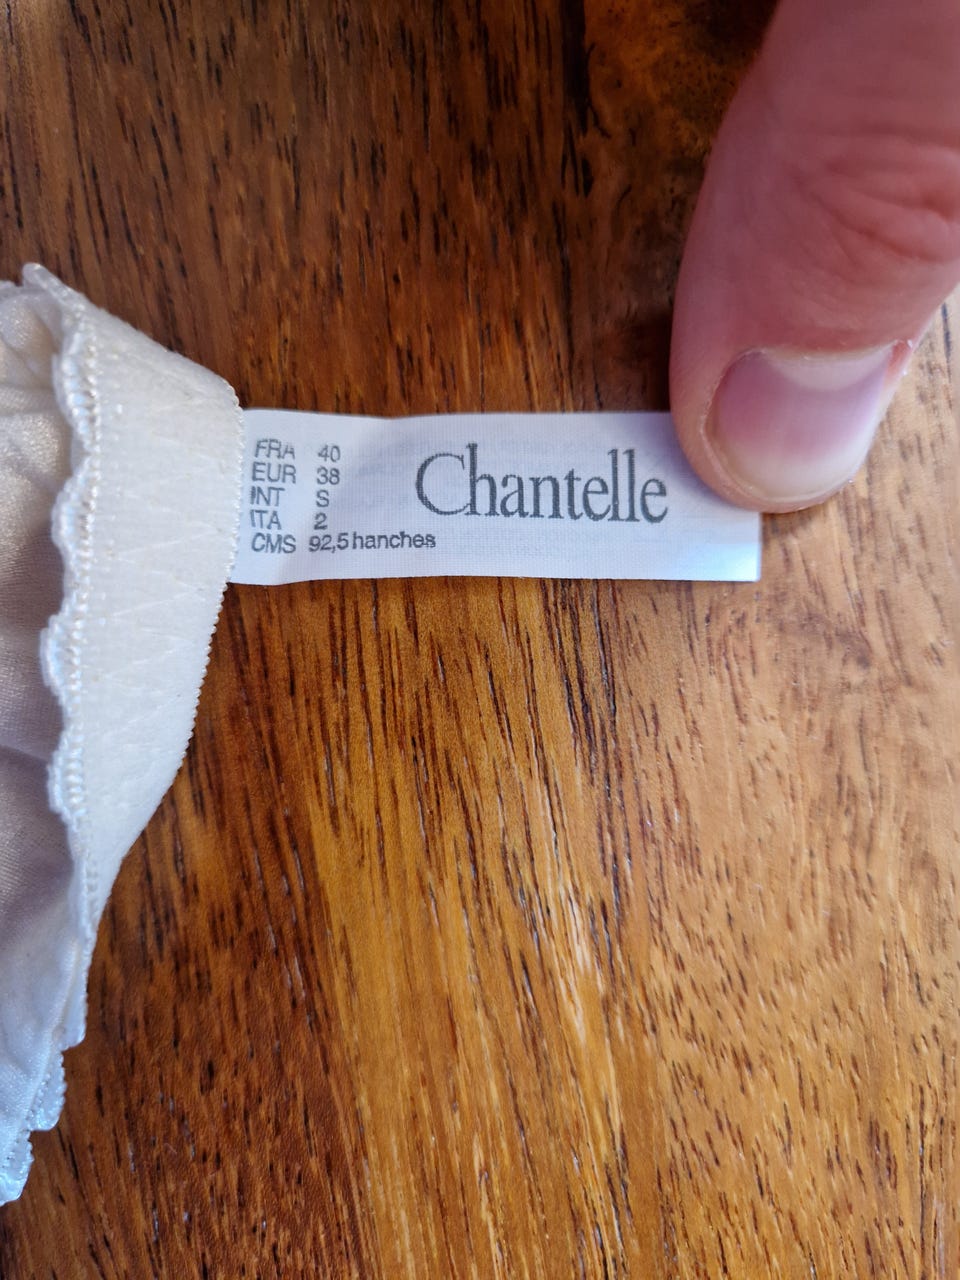 FRA 40
EUR 38
INT S
ITA 2
CMS 92,5 hanches
Chantelle